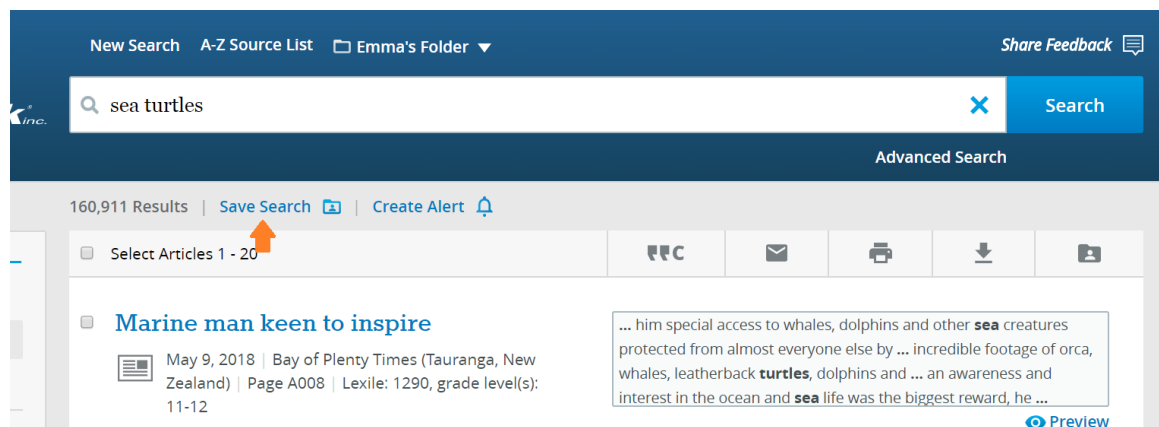 New Search A-Z Source List Emma's Folder ▼ Share Feedback
sea turtles Search
inc.
Advanced Search
160,911 Results | Save Search | Create Alert
Select Articles 1 - 20
Marine man keen to inspire
May 9, 2018 | Bay of Plenty Times (Tauranga, New
Zealand) | Page A008 | Lexile: 1290, grade level(s):
11-12
... him special access to whales, dolphins and other sea creatures
protected from almost everyone else by ... incredible footage of orca,
whales, leatherback turtles, dolphins and ... an awareness and
interest in the ocean and sea life was the biggest reward, he ...
Preview